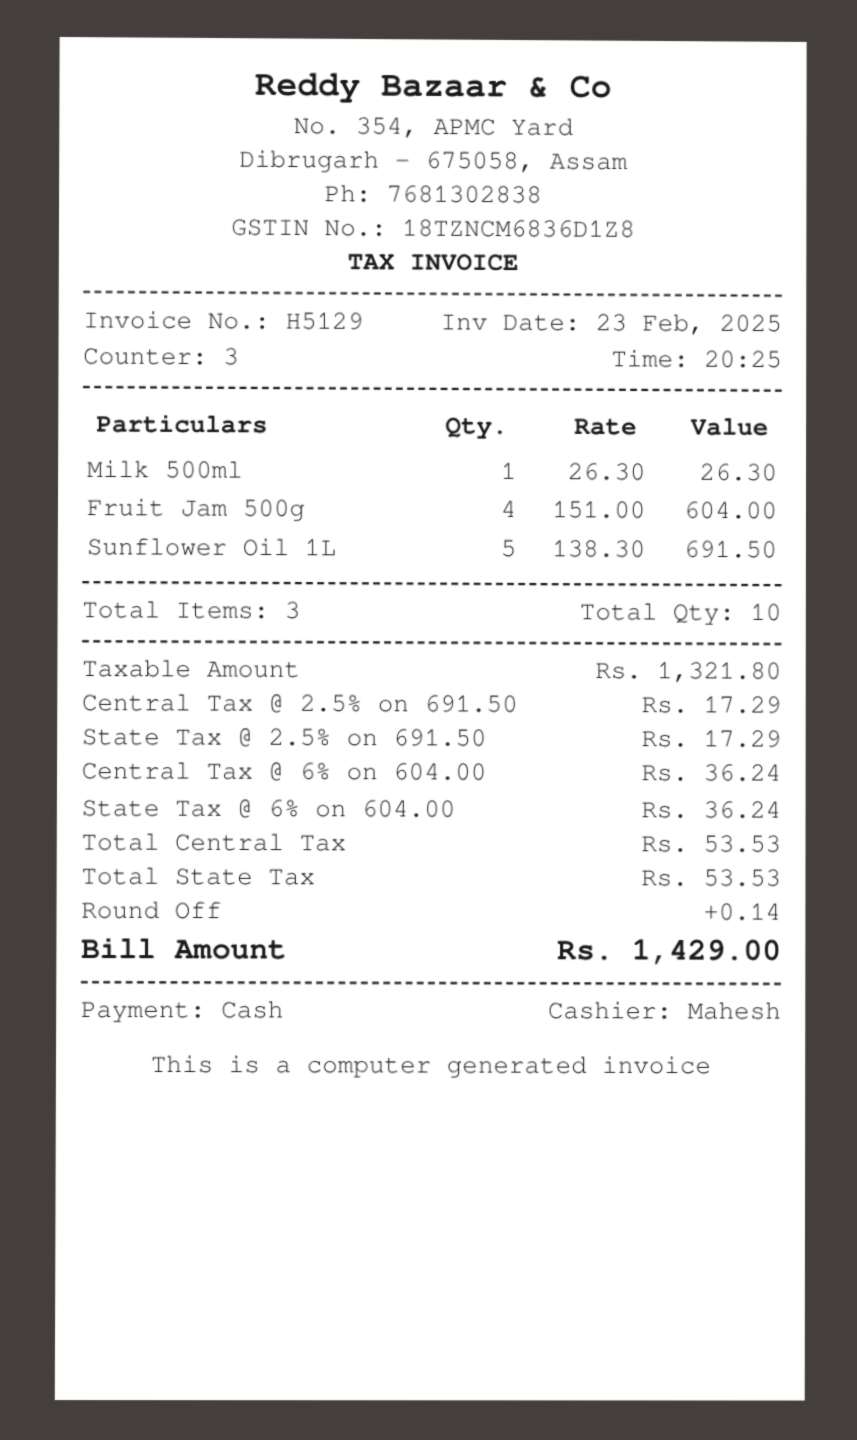 Reddy Bazaar & Co
No. 354, APMC Yard
Dibrugarh - 675058, Assam
Ph: 7681302838
GSTIN No.: 18TZNCM6836D1Z8
TAX INVOICE
Invoice No.: H5129 Inv Date: 23 Feb, 2025
Counter: 3 Time: 20:25
Particulars Qty. Rate Value
Milk 500ml 1 26.30 26.30
Fruit Jam 500g 4 151.00 604.00
Sunflower Oil 1L 5 138.30 691.50
Total Items: 3 Total Qty: 10
Taxable Amount Rs. 1,321.80
Central Tax @ 2.5% on 691.50 Rs. 17.29
State Tax @ 2.5% on 691.50 Rs. 17.29
Central Tax @ 6% on 604.00 Rs. 36.24
State Tax @ 6% on 604.00 Rs. 36.24
Total Central Tax Rs. 53.53
Total State Tax Rs. 53.53
Round Off +0.14
Bill Amount Rs. 1,429.00
Payment: Cash Cashier: Mahesh
This is a computer generated invoice